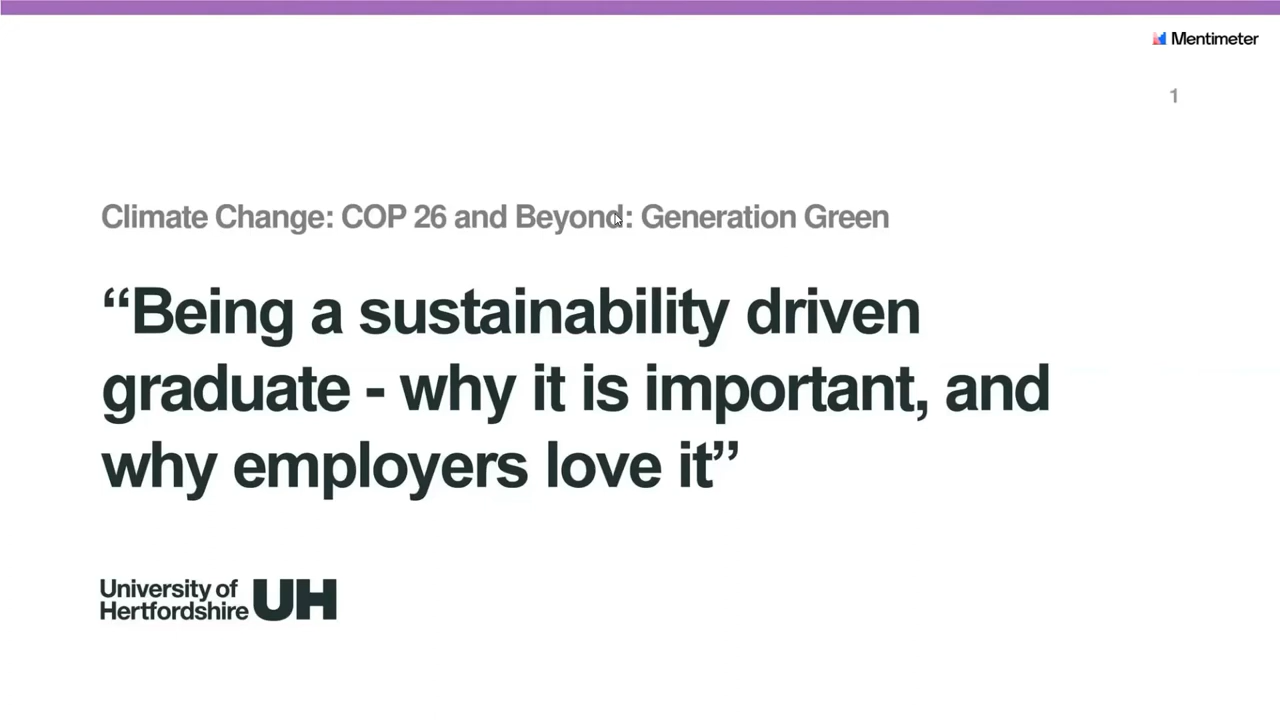 Mentimeter
1
Climate Change: COP 26 and Beyond: Generation Green
“Being a sustainability driven
graduate - why it is important, and
why employers love it”
University of
Hertfordshire UH